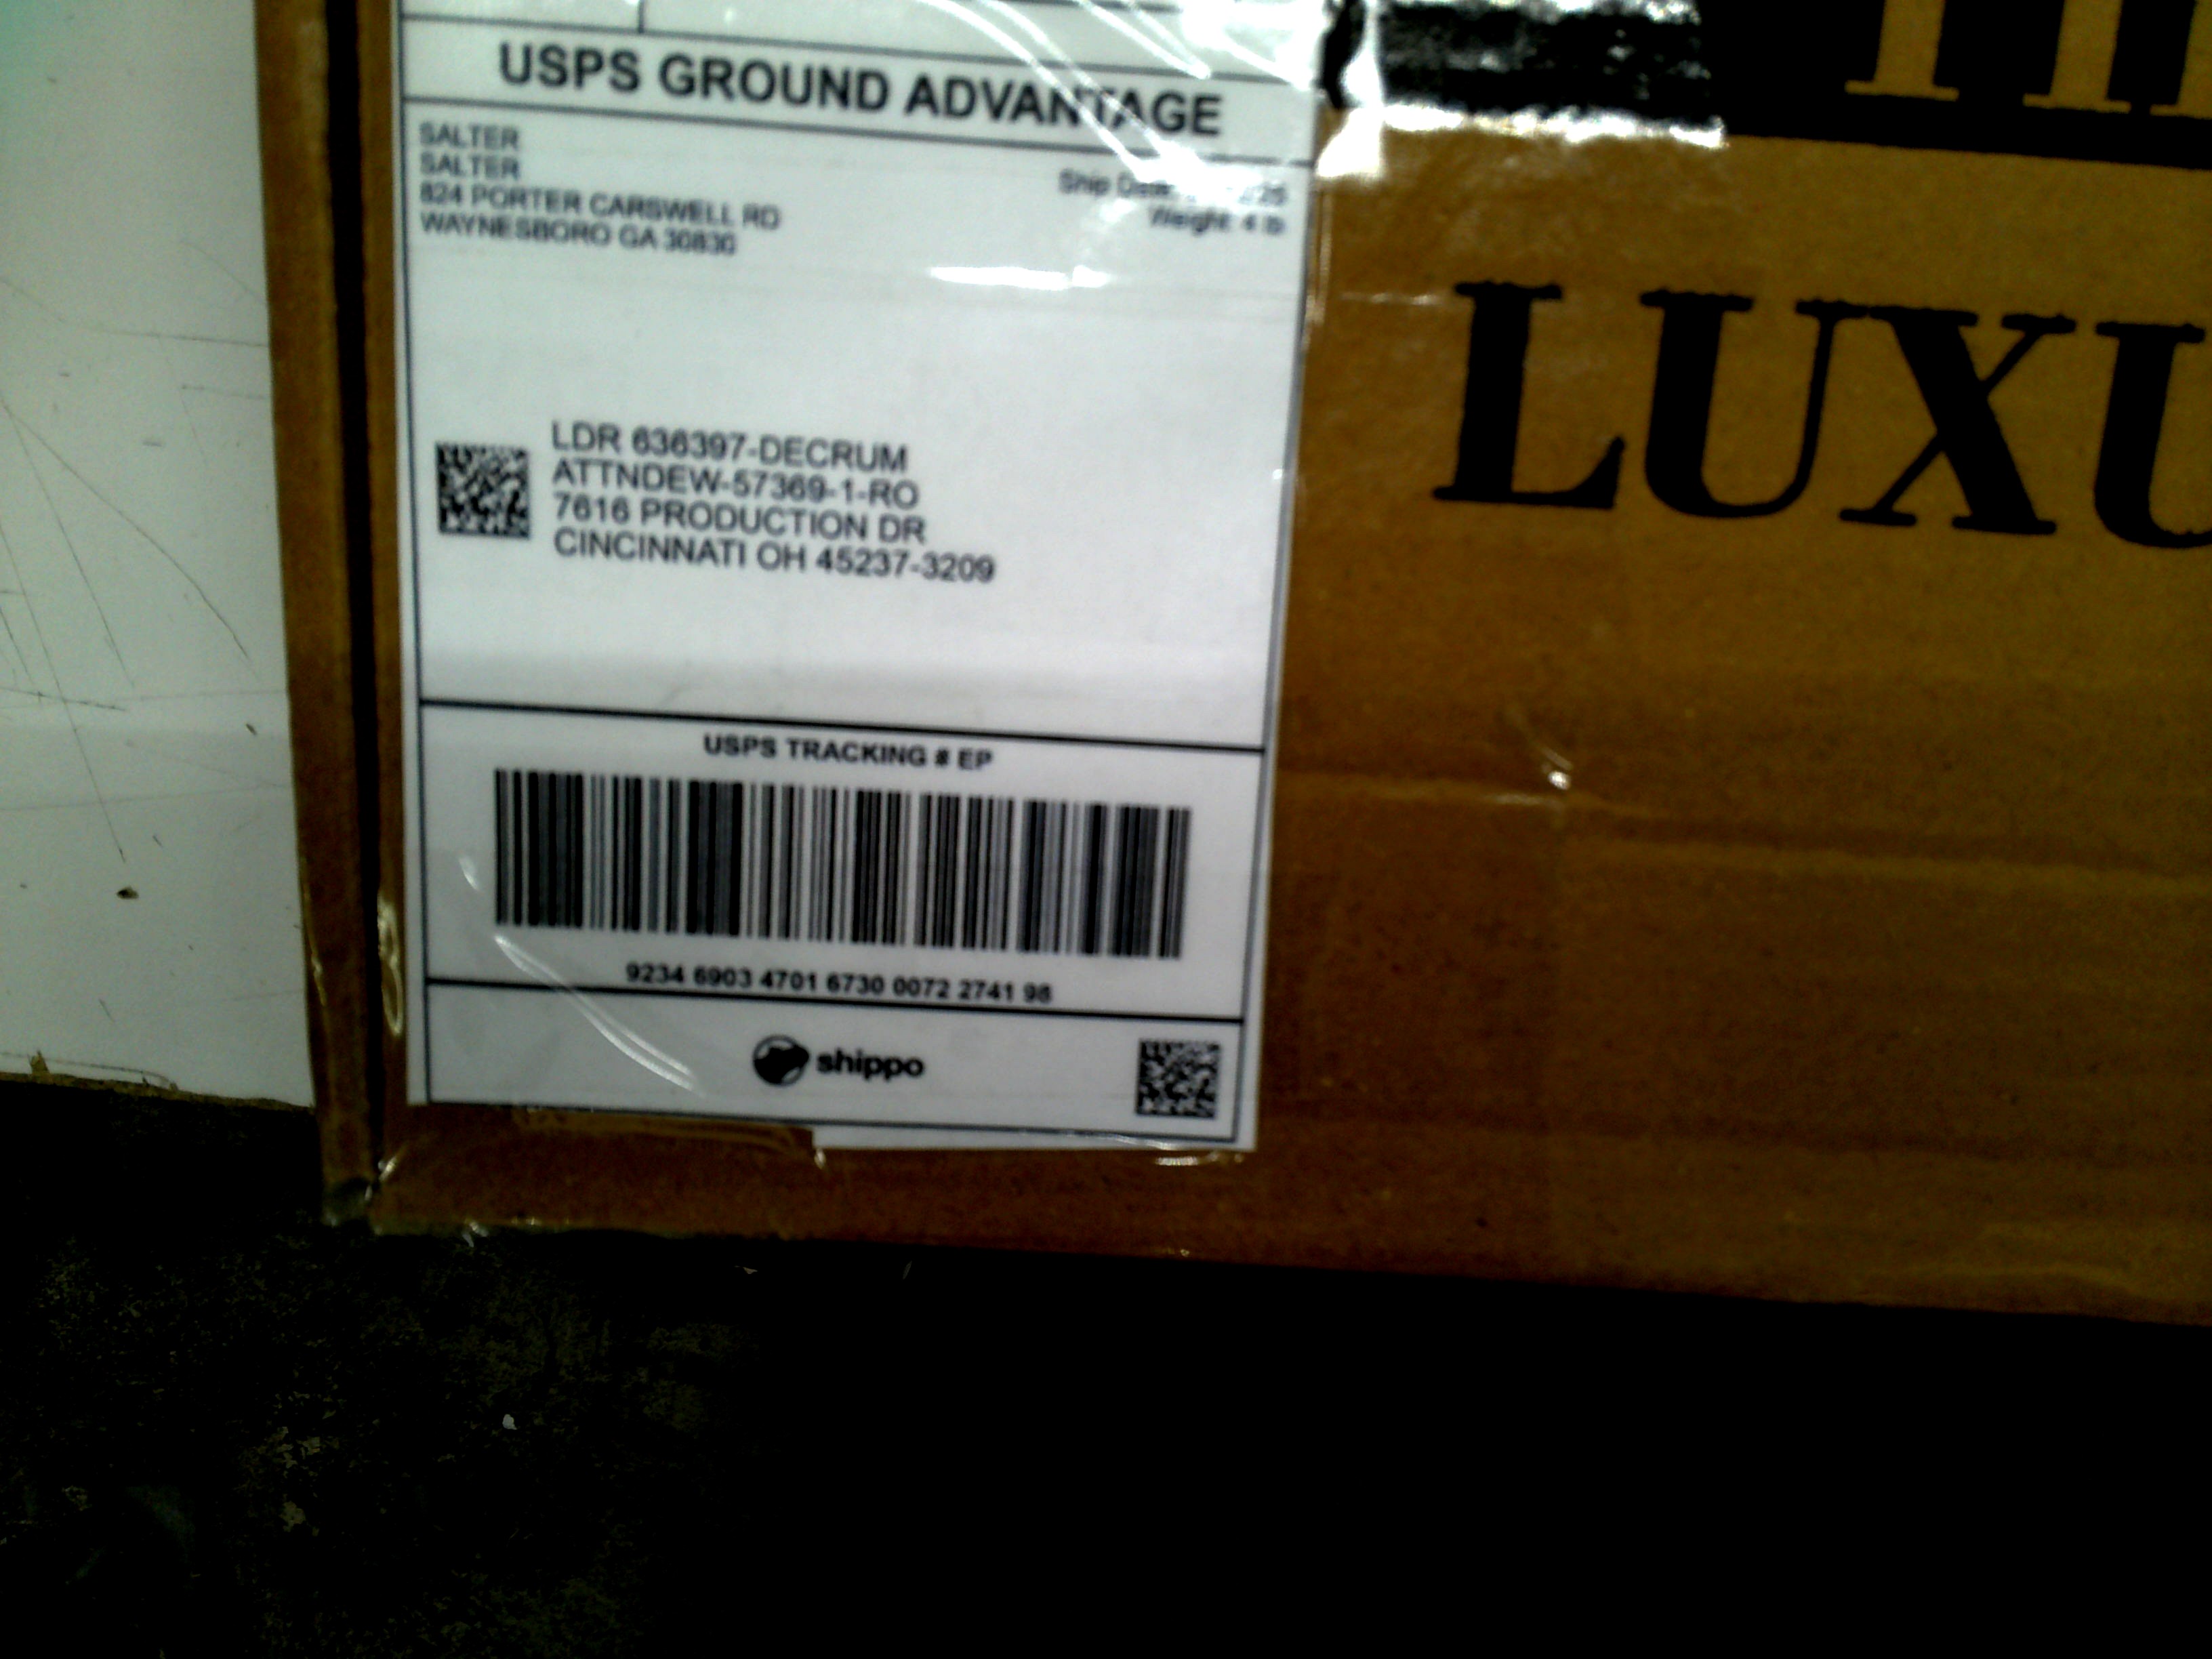 USPS GROUND ADVANTAGE
SALTER
SALTER
824 PORTER CARSWELL RD
WAYNESBORO GA 30830
Ship
Weight: 4 lb
LDR 636397-DECRUM
ATTNDEW-57369-1-RO
7616 PRODUCTION DR
CINCINNATI OH 45237-3209
USPS TRACKING # EP
9234 6903 4701 6730 0072 2741 98
shippo
LUXU